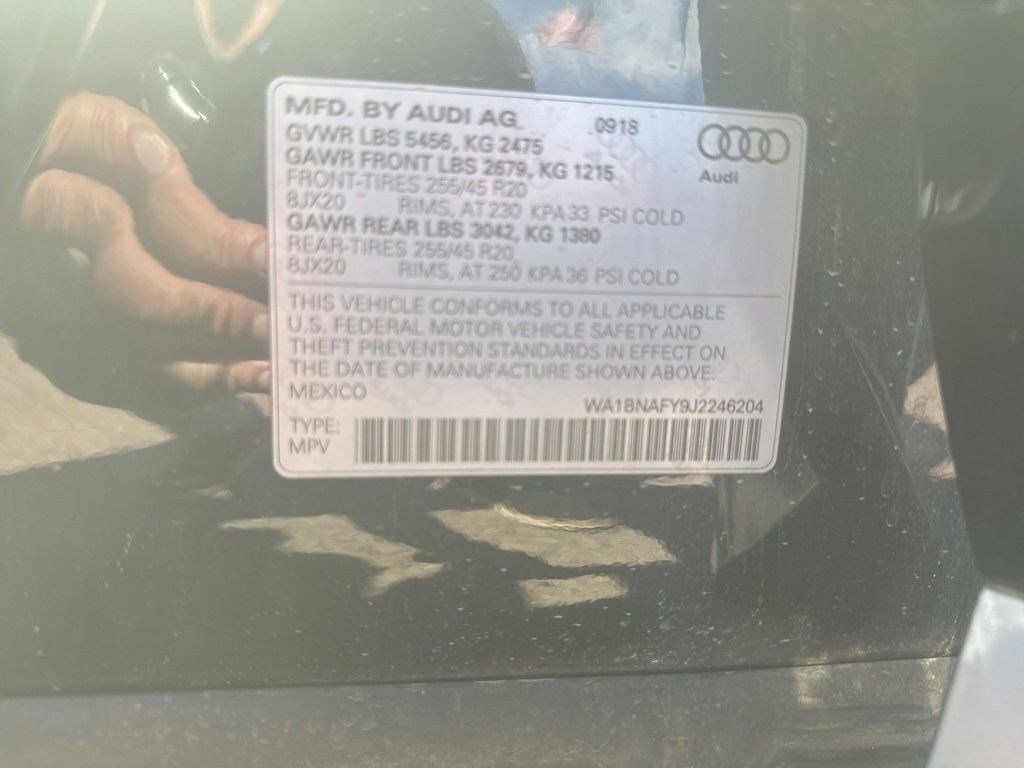 MFD. BY AUDI AG 0918
GVWR LBS 5456, KG 2475
GAWR FRONT LBS 2679, KG 1215
FRONT-TIRES 255/45 R20
8JX20 RIMS, AT 230 KPA 33 PSI COLD
GAWR REAR LBS 3042, KG 1380
REAR-TIRES 255/45 R20
8JX20 RIMS, AT 250 KPA 36 PSI COLD
Audi
THIS VEHICLE CONFORMS TO ALL APPLICABLE
U.S. FEDERAL MOTOR VEHICLE SAFETY AND
THEFT PREVENTION STANDARDS IN EFFECT ON
THE DATE OF MANUFACTURE SHOWN ABOVE.
MEXICO
WA1BNAFY9J2246204
TYPE:
MPV